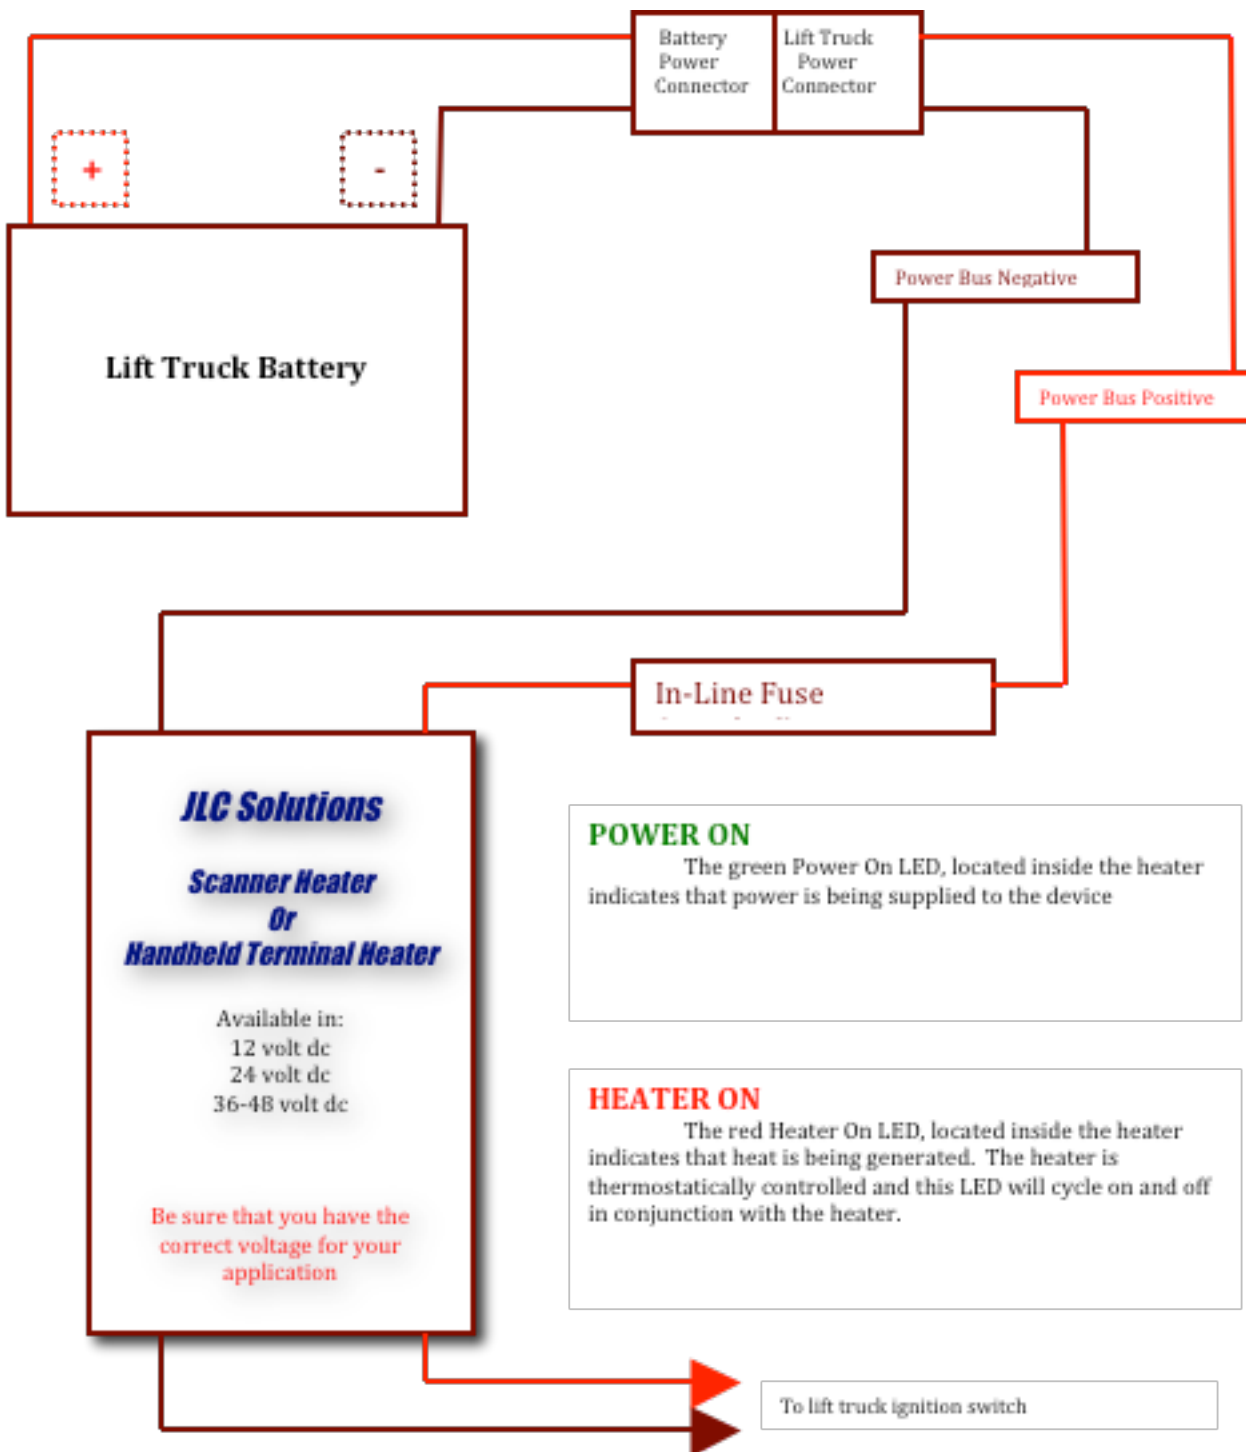 Battery
Power
Connector
Lift Truck
Power
Connector
+
-
Power Bus Negative
Lift Truck Battery
Power Bus Positive
In-Line Fuse
JLC Solutions
Scanner Heater
Or
Handheld Terminal Heater
Available in:
12 volt dc
24 volt dc
36-48 volt dc
Be sure that you have the
correct voltage for your
application
POWER ON
The green Power On LED, located inside the heater
indicates that power is being supplied to the device
HEATER ON
The red Heater On LED, located inside the heater
indicates that heat is being generated.  The heater is
thermostatically controlled and this LED will cycle on and off
in conjunction with the heater.
To lift truck ignition switch